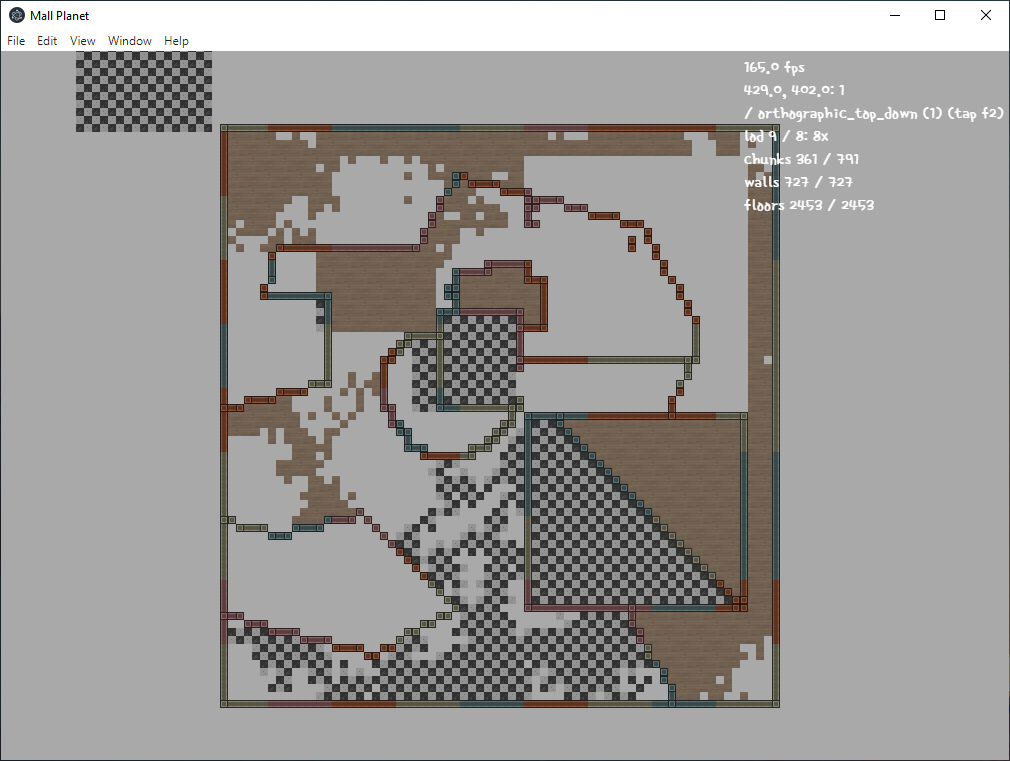 Mall Planet
File Edit View Window Help
165.0 fps
429.0, 402.0: 1
/ orthographic_top_down (1) (tap f2)
lod 9 / 8: 8x
chunks 361 / 791
walls 727 / 727
floors 2453 / 2453